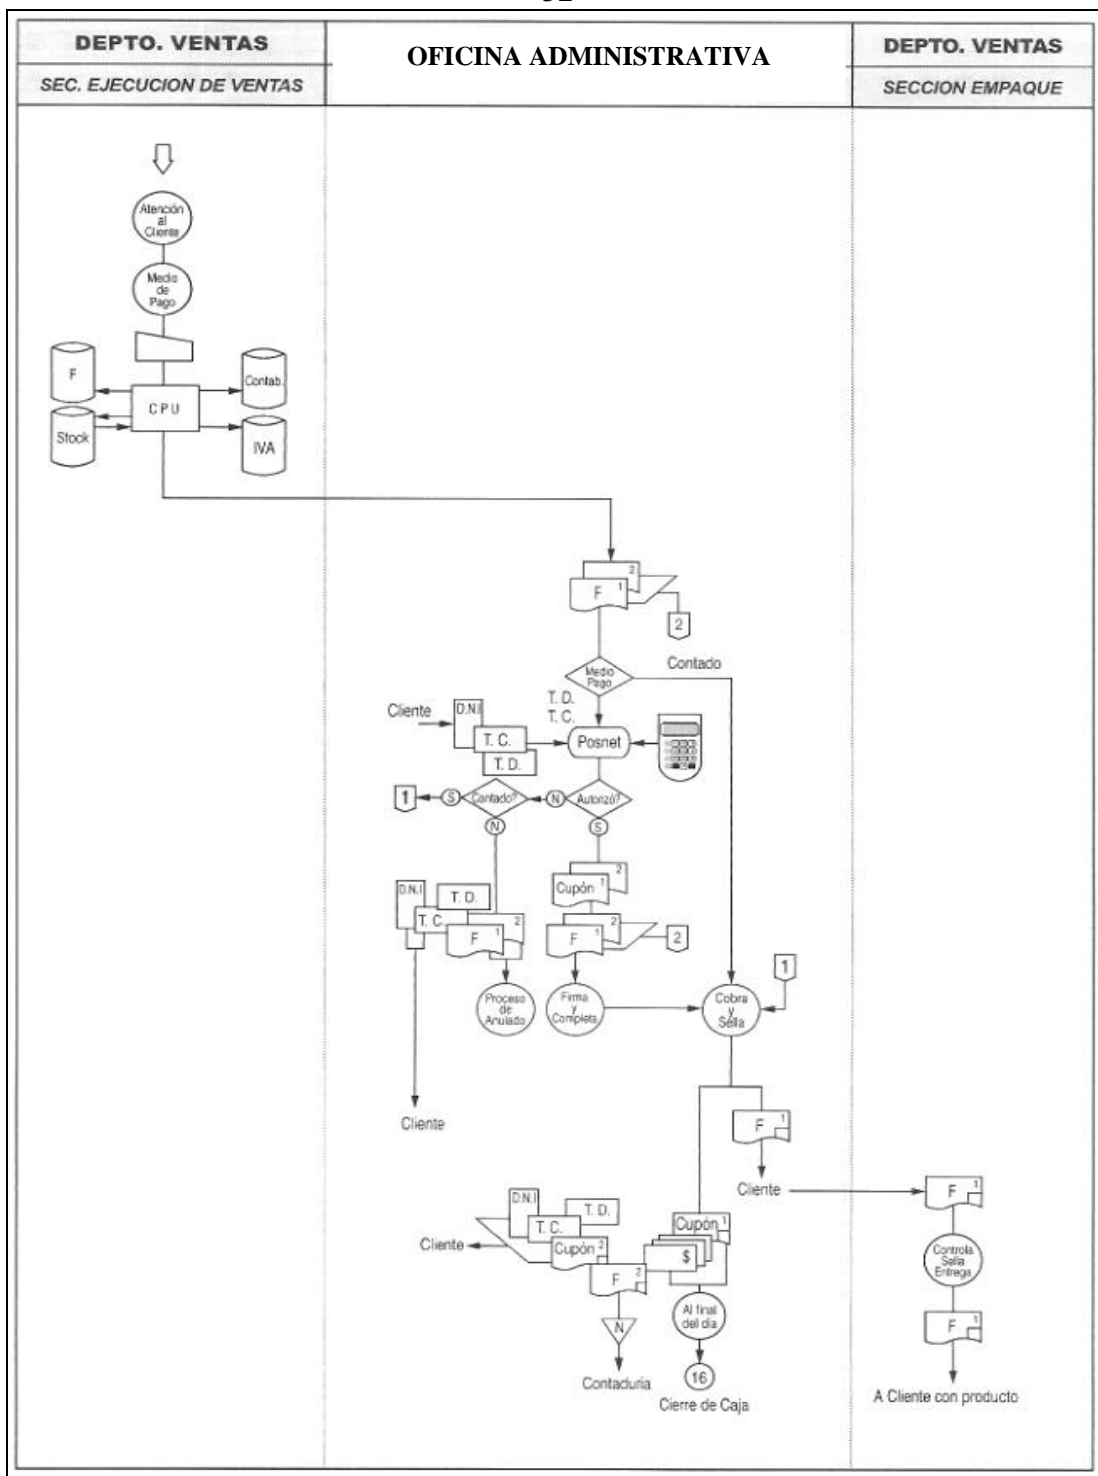 DEPTO. VENTAS
SEC. EJECUCION DE VENTAS
OFICINA ADMINISTRATIVA
DEPTO. VENTAS
SECCION EMPAQUE
Atención
al
Cliente
Medio
de
Pago
F
Contab.
CPU
Stock
IVA
2
F 1
2
Contado
Medio
Pago
T. D.
T. C.
Cliente
D.N.I
T. C.
T. D.
Posnet
1
S
Contado?
N
Autorizó?
N
S
D.N.I
T. D.
T. C.
2
F 1
2
Cupón 1
2
F 1
2
1
Proceso
de
Anulado
Firma
y
Completa
Cobra
y
Sella
Cliente
F 1
Cliente
F 1
D.N.I
T. D.
T. C.
Cliente
Cupón 2
F 2
Cupón 1
$
Controla
Sella
Entrega
Al final
del día
N
F 1
16
Contaduria
Cierre de Caja
A Cliente con producto